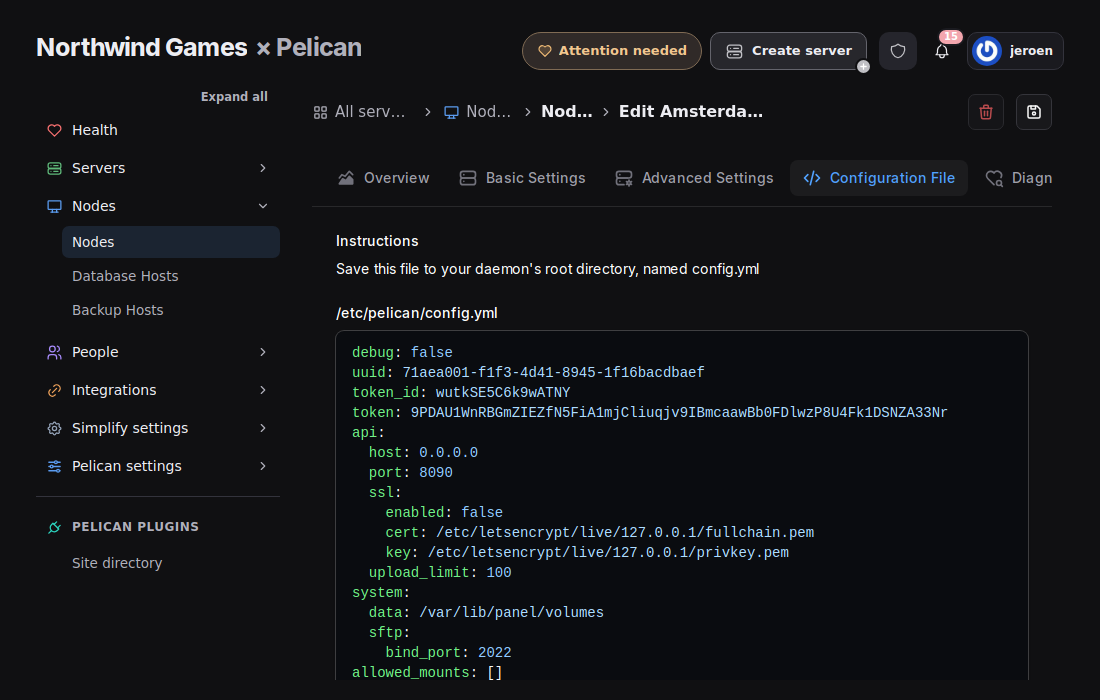 Northwind Games × Pelican
Attention needed
Create server
15
jeroen
Expand all
Health
Servers
Nodes
Nodes
Database Hosts
Backup Hosts
People
Integrations
Simplify settings
Pelican settings
PELICAN PLUGINS
Site directory
All serv... > Nod... > Nod... > Edit Amsterda...
Overview
Basic Settings
Advanced Settings
Configuration File
Diagn
Instructions
Save this file to your daemon's root directory, named config.yml
/etc/pelican/config.yml
debug: false
uuid: 71aea001-f1f3-4d41-8945-1f16bacdbaef
token_id: wutkSE5C6k9wATNY
token: 9PDAU1WnRBGmZIEZfN5FiA1mjCliuqjv9IBmcaawBb0FDlwzP8U4Fk1DSNZA33Nr
api:
  host: 0.0.0.0
  port: 8090
  ssl:
    enabled: false
    cert: /etc/letsencrypt/live/127.0.0.1/fullchain.pem
    key: /etc/letsencrypt/live/127.0.0.1/privkey.pem
  upload_limit: 100
system:
  data: /var/lib/panel/volumes
  sftp:
    bind_port: 2022
allowed_mounts: []